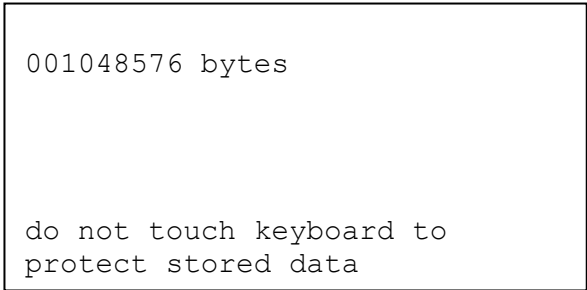 001048576 bytes
do not touch keyboard to
protect stored data